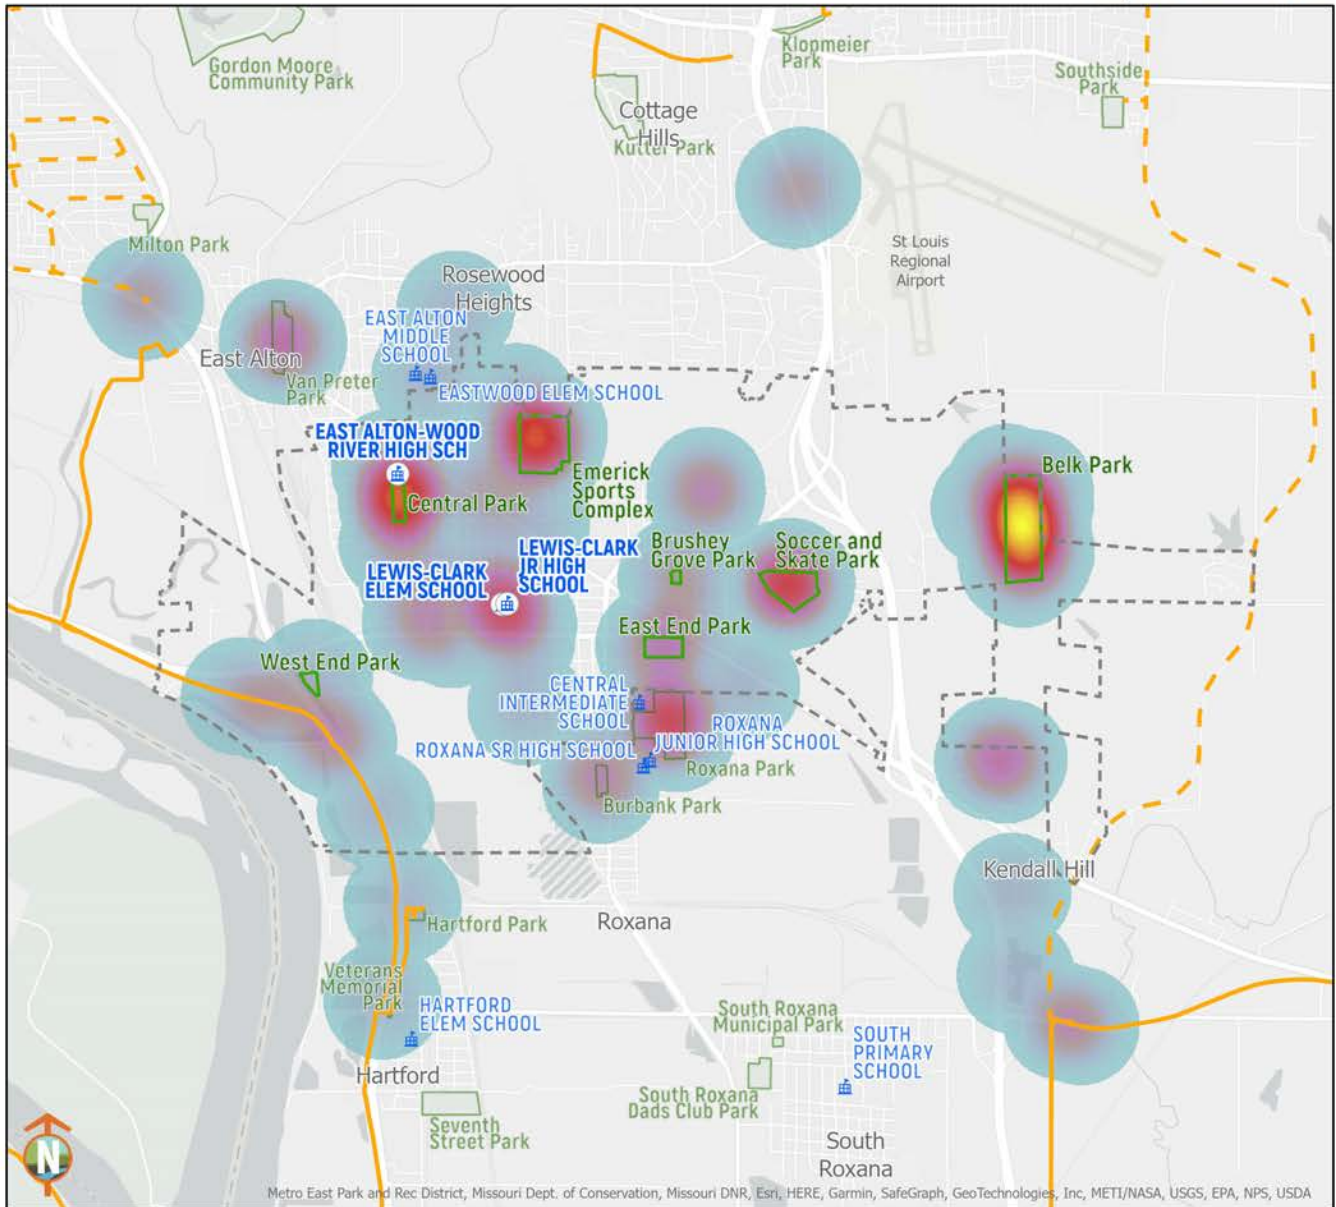 Gordon Moore
Community Park
Klopmeier
Park
Southside
Park
Cottage
Hills
Kutter Park
Milton Park
St Louis
Regional
Airport
Rosewood
Heights
EAST ALTON
MIDDLE
SCHOOL
East Alton
Van Preter
Park
EASTWOOD ELEM SCHOOL
EAST ALTON-WOOD
RIVER HIGH SCH
Central Park
Emerick
Sports
Complex
Belk Park
Brushey
Grove Park
Soccer and
Skate Park
LEWIS-CLARK
JR HIGH
SCHOOL
LEWIS-CLARK
ELEM SCHOOL
East End Park
West End Park
CENTRAL
INTERMEDIATE
SCHOOL
ROXANA
JUNIOR HIGH SCHOOL
ROXANA SR HIGH SCHOOL
Roxana Park
Burbank Park
Kendall Hill
Hartford Park
Roxana
Veterans
Memorial
Park
HARTFORD
ELEM SCHOOL
South Roxana
Municipal Park
SOUTH
PRIMARY
SCHOOL
Hartford
South Roxana
Dads Club Park
Seventh
Street Park
South
Roxana
N
Metro East Park and Rec District, Missouri Dept. of Conservation, Missouri DNR, Esri, HERE, Garmin, SafeGraph, GeoTechnologies, Inc, METI/NASA, USGS, EPA, NPS, USDA